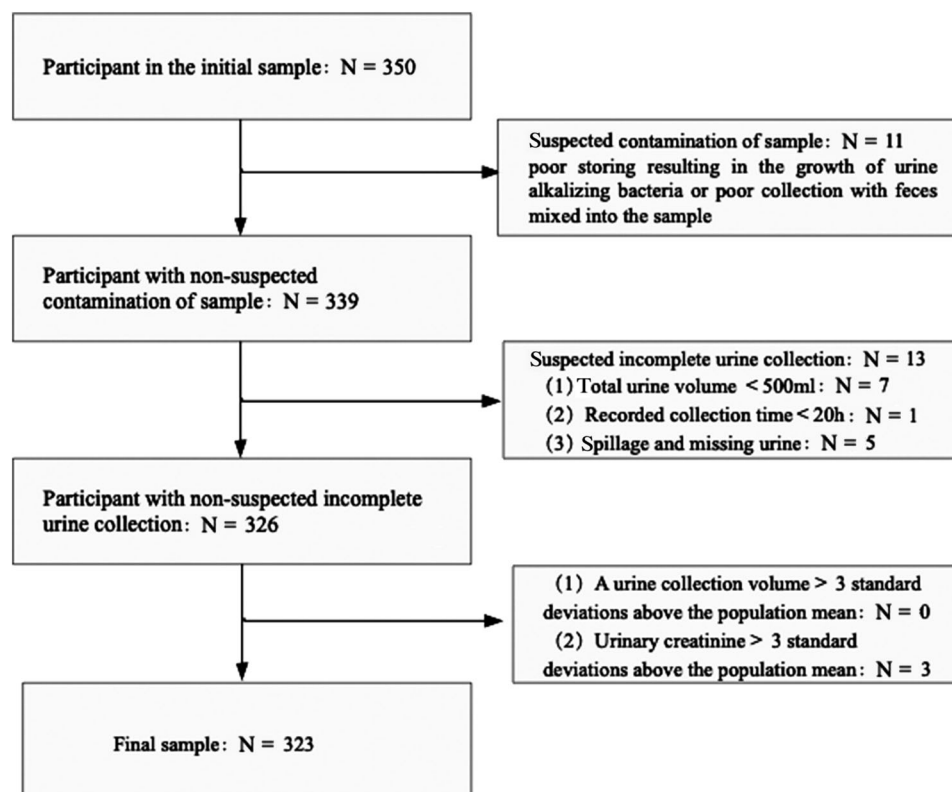 Participant in the initial sample: N = 350
Suspected contamination of sample: N = 11
poor storing resulting in the growth of urine
alkalizing bacteria or poor collection with feces
mixed into the sample
Participant with non-suspected
contamination of sample: N = 339
Suspected incomplete urine collection: N = 13
(1) Total urine volume < 500ml: N = 7
(2) Recorded collection time < 20h: N = 1
(3) Spillage and missing urine: N = 5
Participant with non-suspected incomplete
urine collection: N = 326
(1) A urine collection volume > 3 standard
deviations above the population mean: N = 0
(2) Urinary creatinine > 3 standard
deviations above the population mean: N = 3
Final sample: N = 323